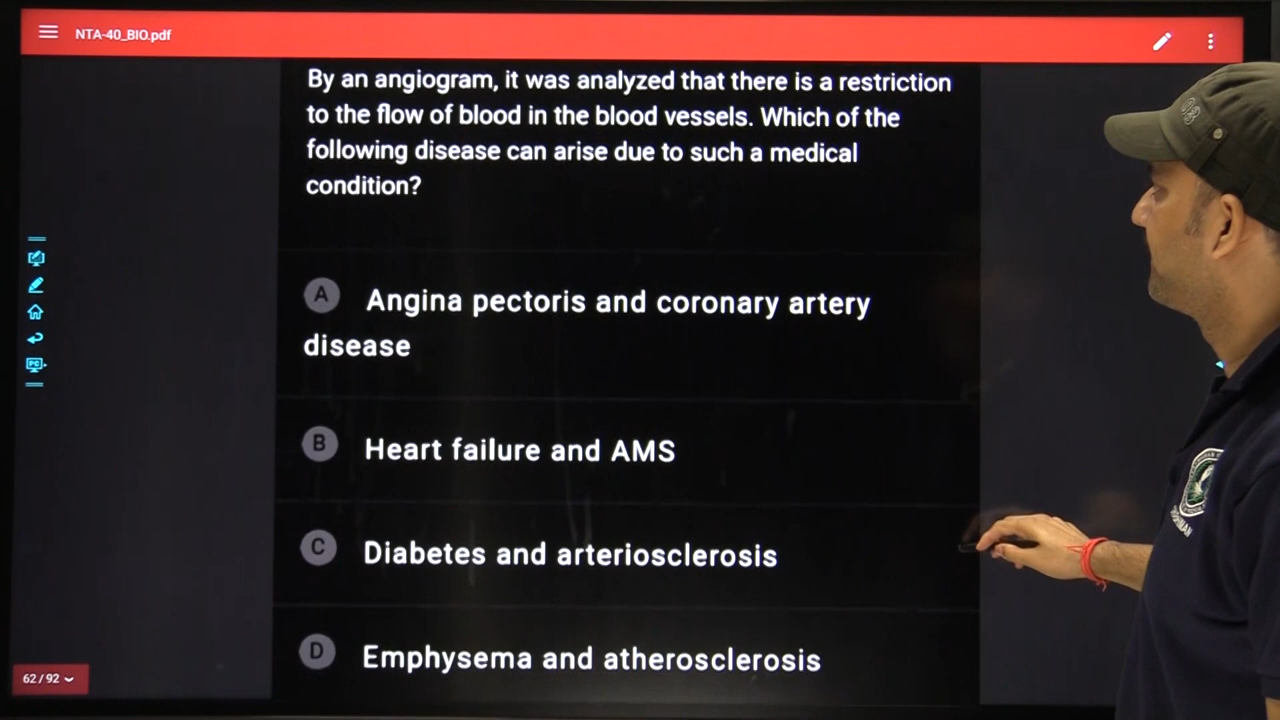 NTA-40_BIO.pdf
By an angiogram, it was analyzed that there is a restriction
to the flow of blood in the blood vessels. Which of the
following disease can arise due to such a medical
condition?
A Angina pectoris and coronary artery
disease
B Heart failure and AMS
C Diabetes and arteriosclerosis
D Emphysema and atherosclerosis
PC
62 / 92